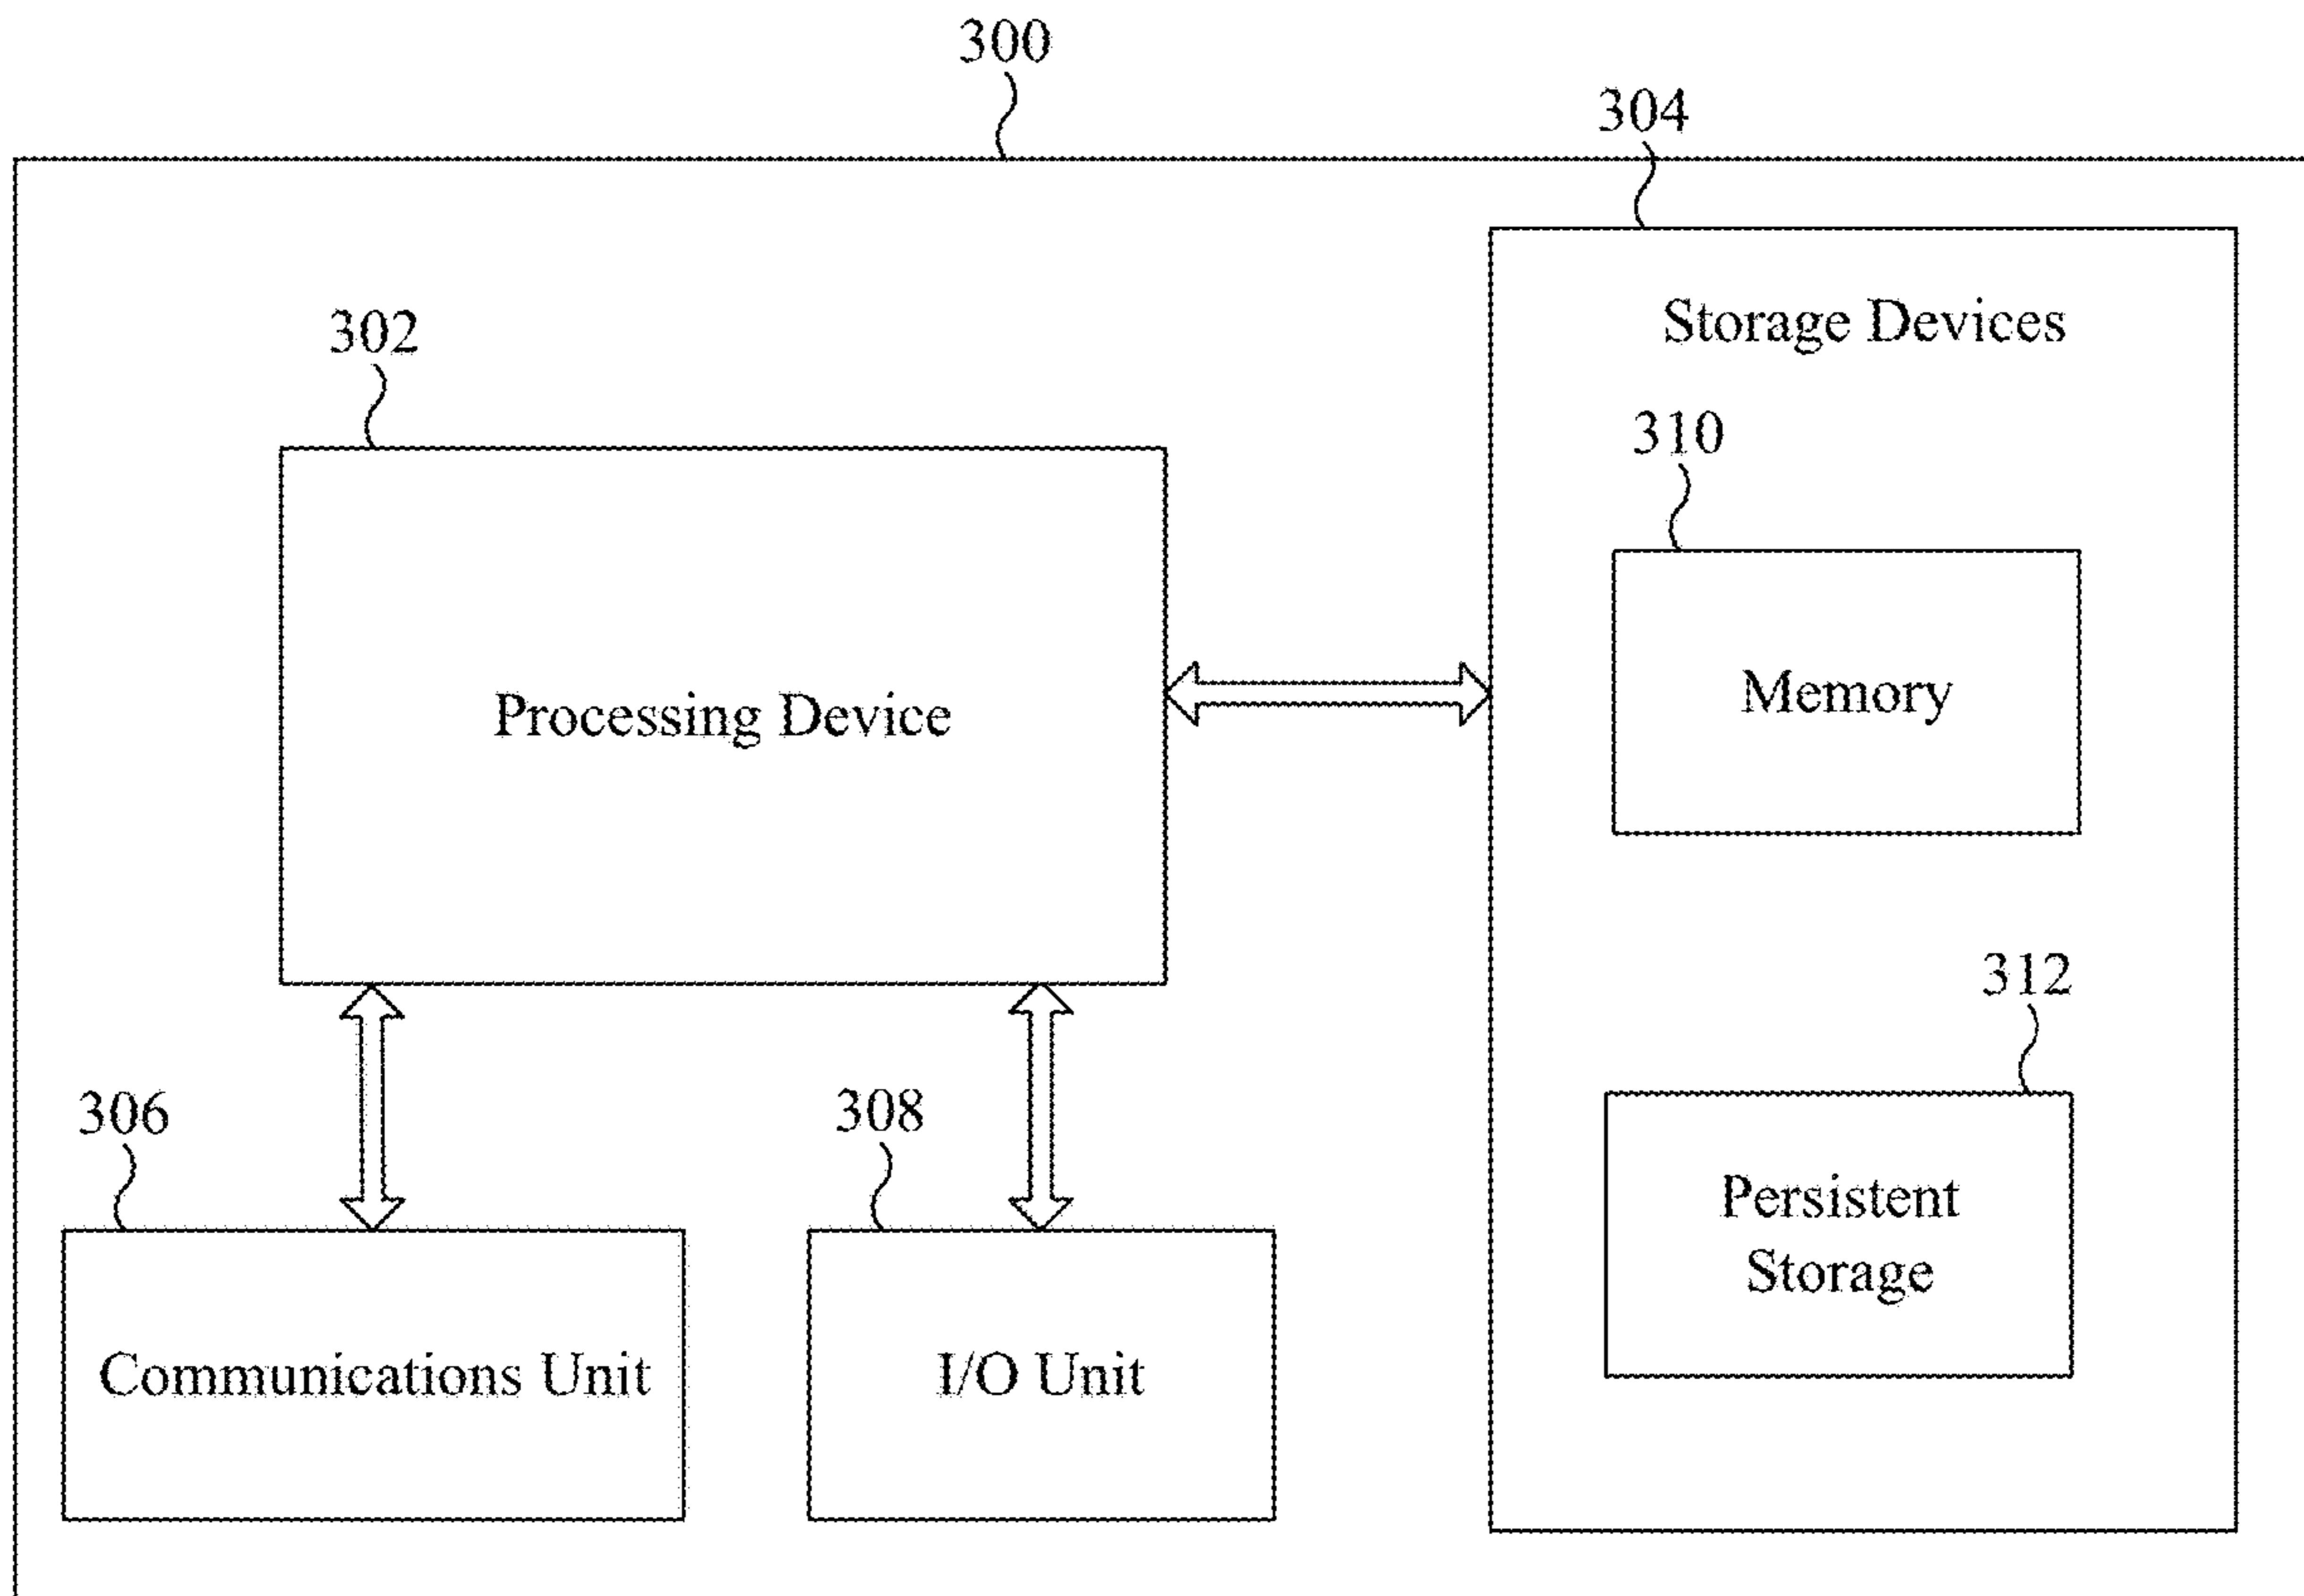 300
304
Storage Devices
302
310
Processing Device
Memory
312
306
308
Persistent
Storage
Communications Unit
I/O Unit